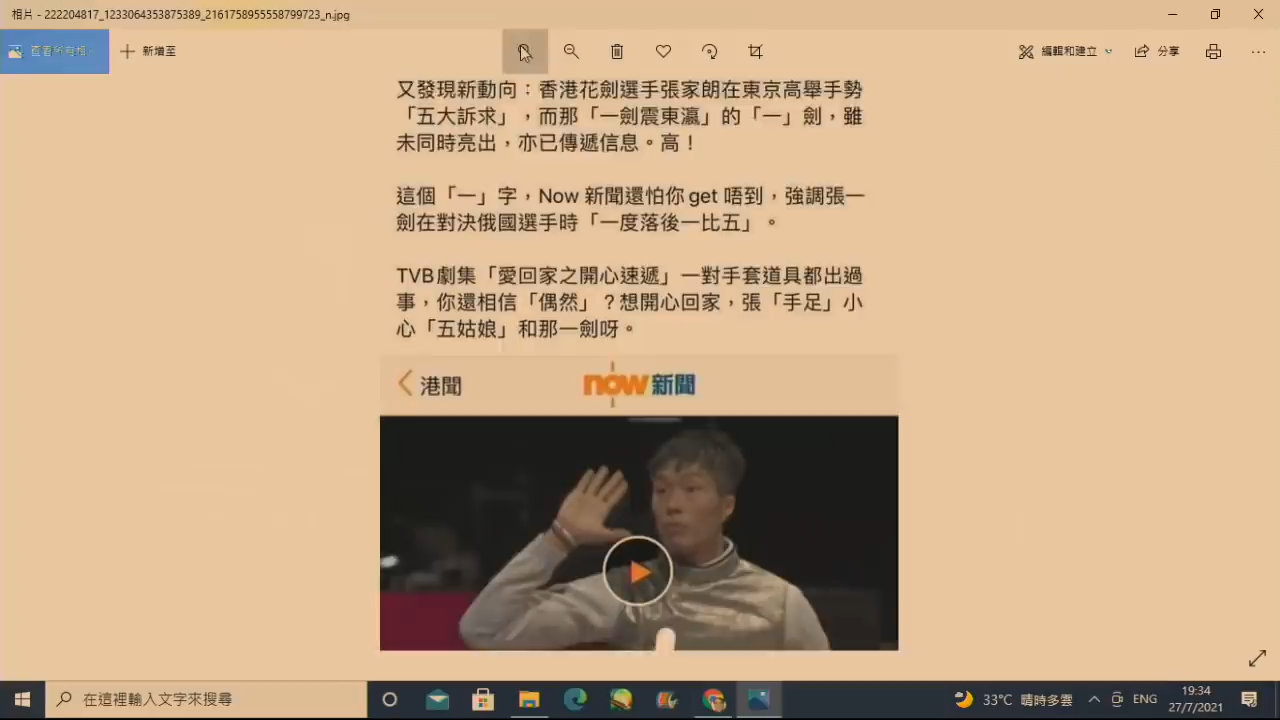 相片 - 222204817_1233064353875389_2161758955558799723_n.jpg
查看所有相
新增至
編輯和建立
分享
又發現新動向：香港花劍選手張家朗在東京高舉手勢
「五大訴求」，而那「一劍震東瀛」的「一」劍，雖
未同時亮出，亦已傳遞信息。高！
這個「一」字，Now 新聞還怕你 get 唔到，強調張一
劍在對決俄國選手時「一度落後一比五」。
TVB劇集「愛回家之開心速遞」一對手套道具都出過
事，你還相信「偶然」？想開心回家，張「手足」小
心「五姑娘」和那一劍呀。
港聞
now新聞
在這裡輸入文字來搜尋
33°C 晴時多雲
ENG
19:34
27/7/2021